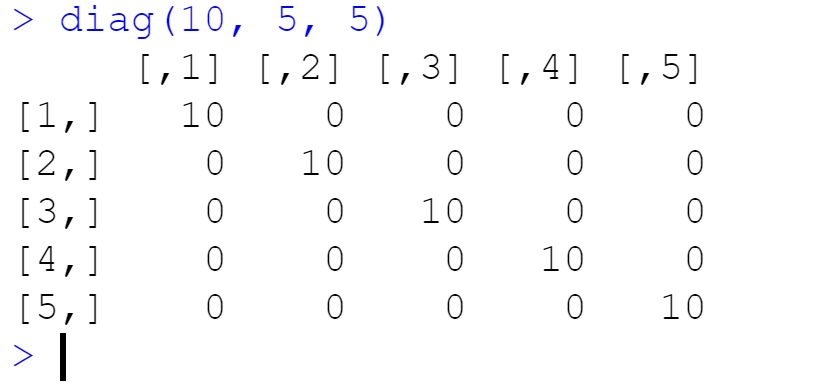 > diag(10, 5, 5)
     [,1] [,2] [,3] [,4] [,5]
[1,]   10    0    0    0    0
[2,]    0   10    0    0    0
[3,]    0    0   10    0    0
[4,]    0    0    0   10    0
[5,]    0    0    0    0   10
>